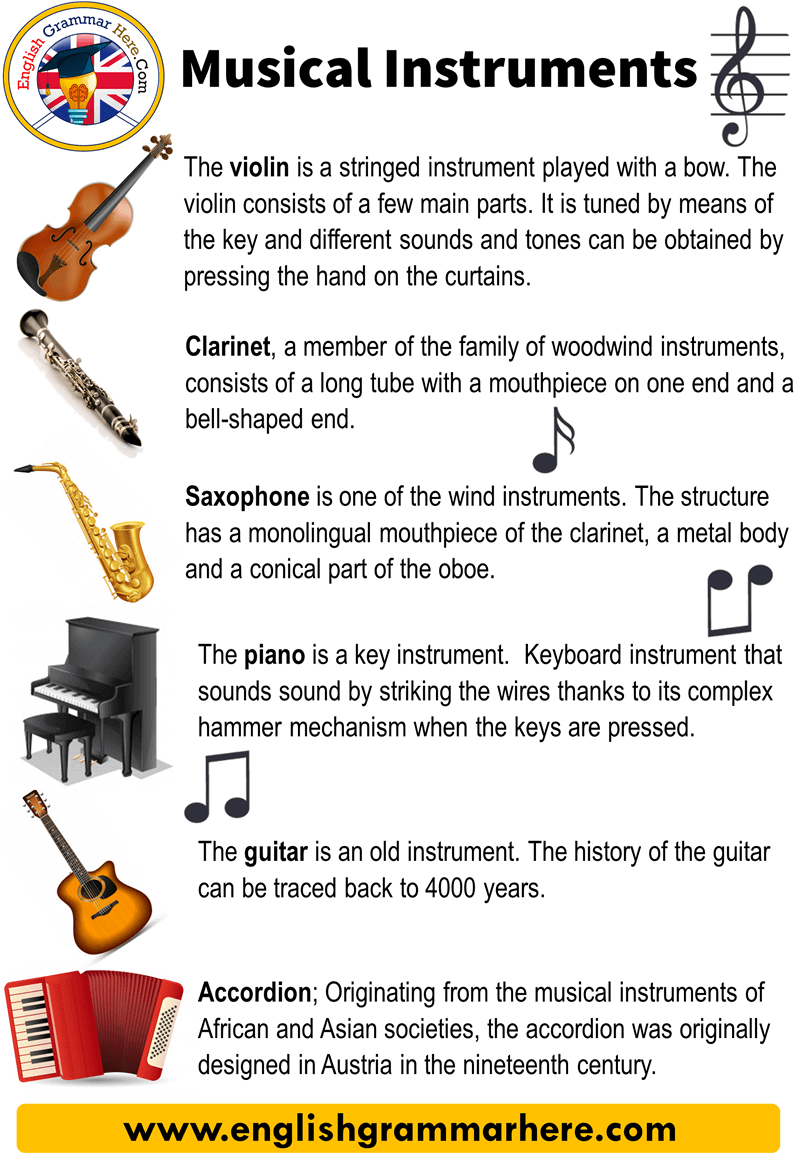 English Grammar Here.Com
Musical Instruments
The violin is a stringed instrument played with a bow. The
violin consists of a few main parts. It is tuned by means of
the key and different sounds and tones can be obtained by
pressing the hand on the curtains.
Clarinet, a member of the family of woodwind instruments,
consists of a long tube with a mouthpiece on one end and a
bell-shaped end.
Saxophone is one of the wind instruments. The structure
has a monolingual mouthpiece of the clarinet, a metal body
and a conical part of the oboe.
The piano is a key instrument.  Keyboard instrument that
sounds sound by striking the wires thanks to its complex
hammer mechanism when the keys are pressed.
The guitar is an old instrument. The history of the guitar
can be traced back to 4000 years.
Accordion; Originating from the musical instruments of
African and Asian societies, the accordion was originally
designed in Austria in the nineteenth century.
www.englishgrammarhere.com